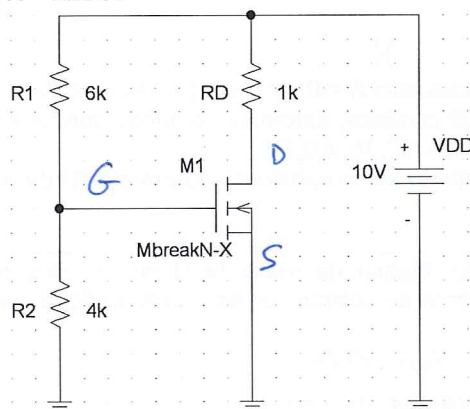 R1 6k RD 1k
VDD
M1 D + 
G 10V
-
MbreakN-X S
R2 4k